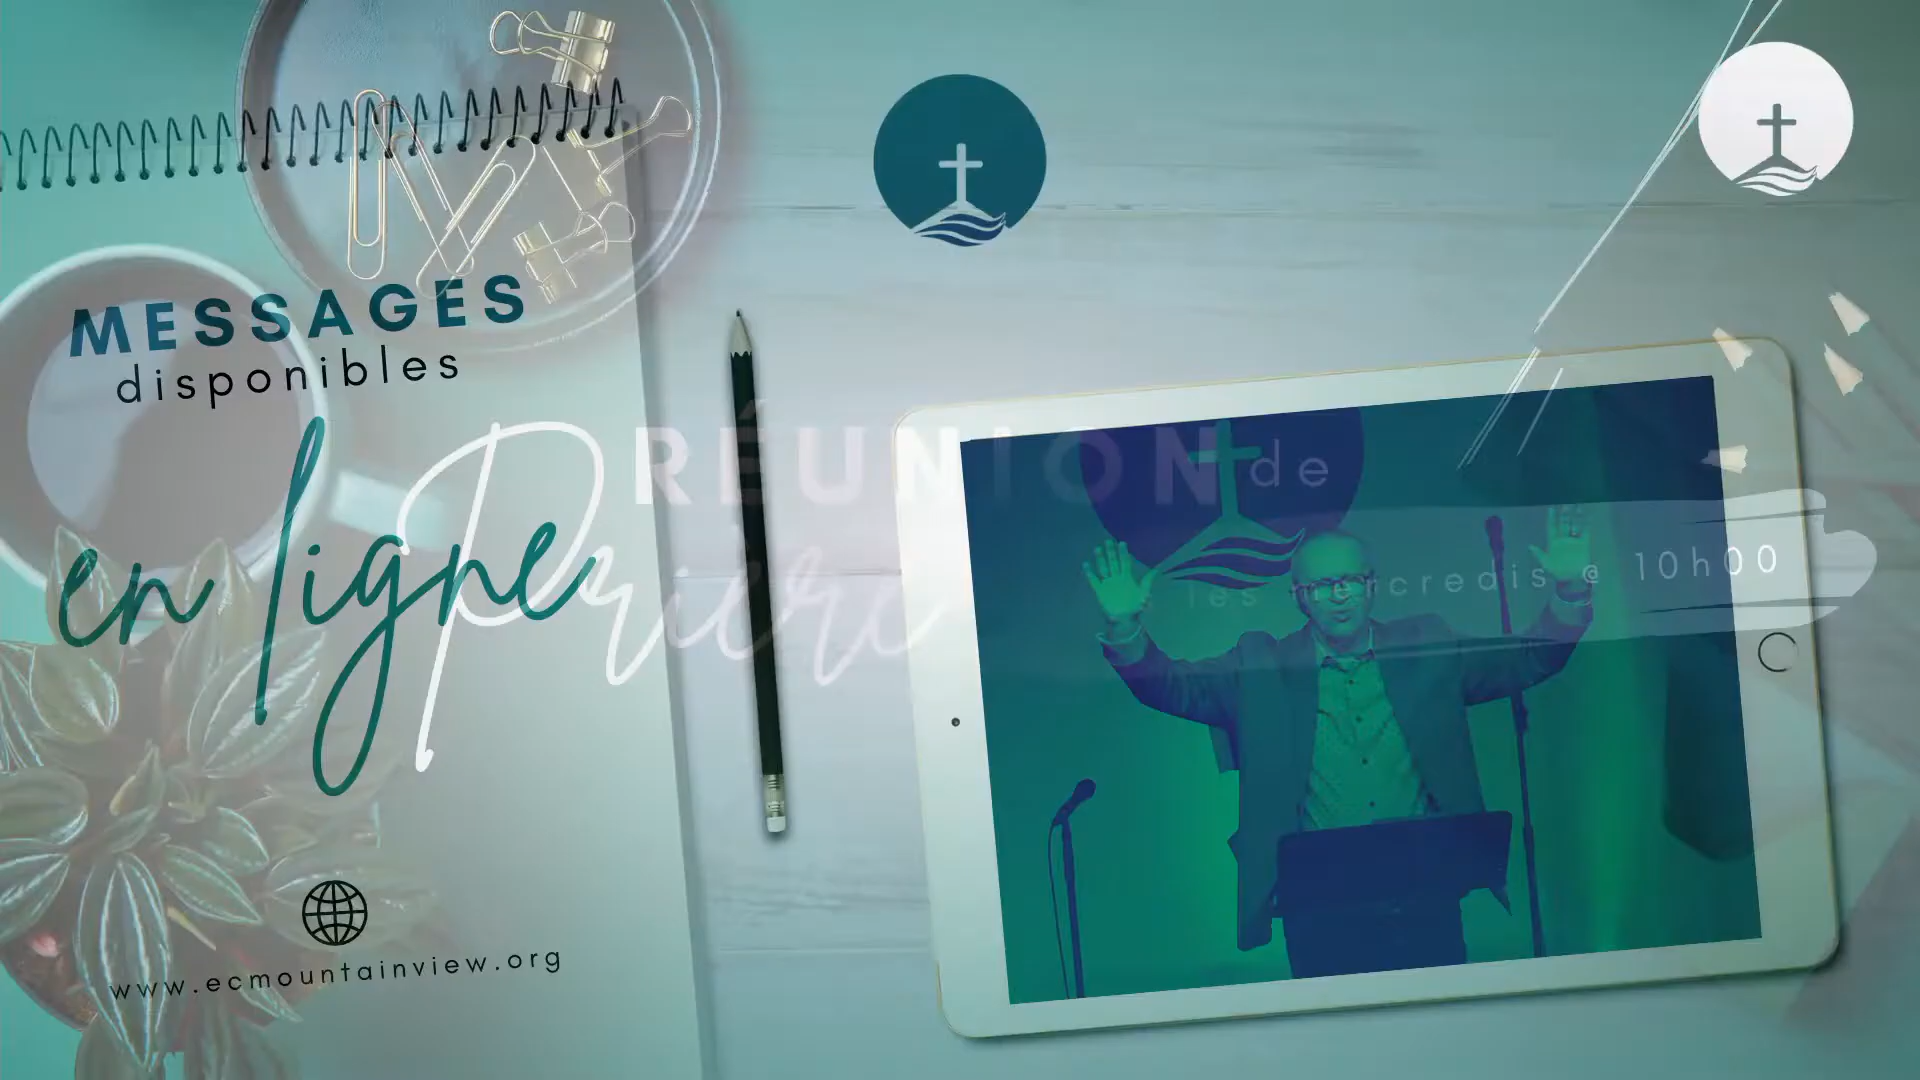 MESSAGES
disponibles
en ligne
www.ecmountainview.org
RÉUNION de
Prière
les mercredis @ 10h00